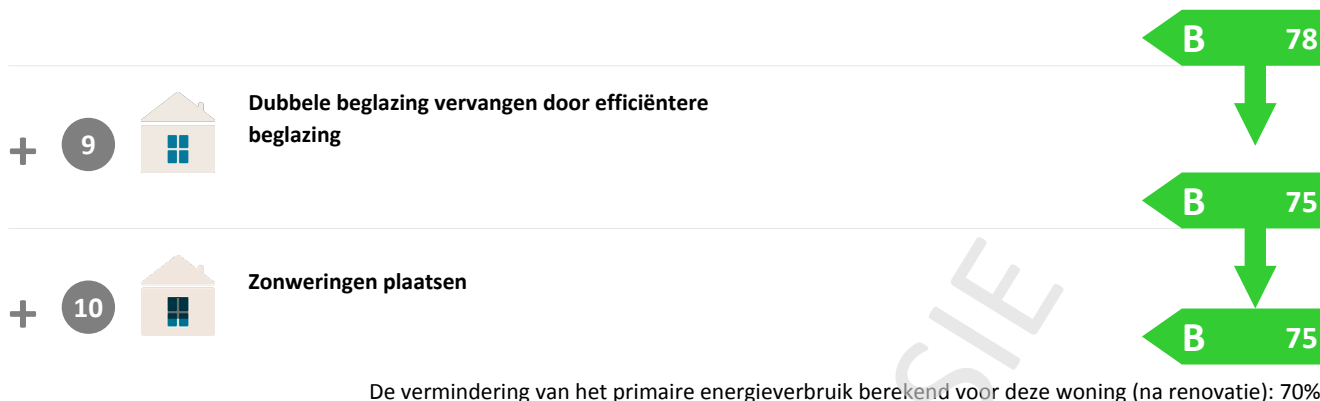 B 78
Dubbele beglazing vervangen door efficiëntere
beglazing
+ 9
B 75
Zonweringen plaatsen
+ 10
B 75
De vermindering van het primaire energieverbruik berekend voor deze woning (na renovatie): 70%
SIE